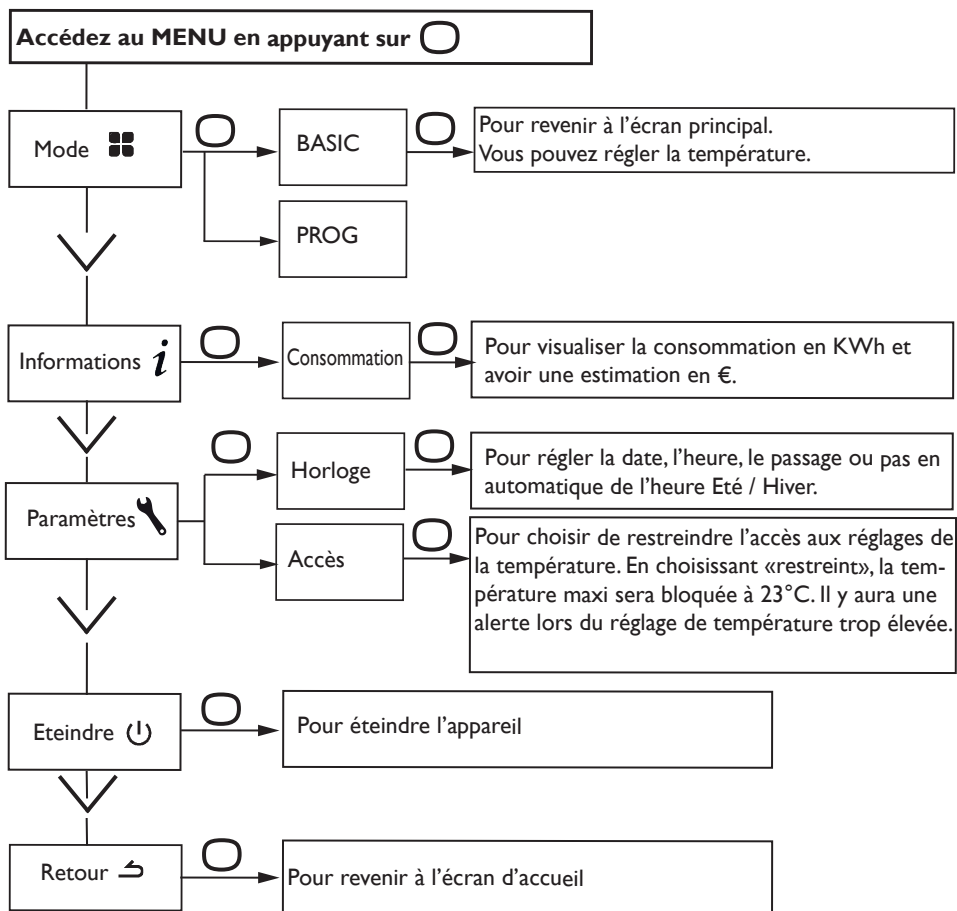 Accédez au MENU en appuyant sur
Mode
BASIC
Pour revenir à l'écran principal.
Vous pouvez régler la température.
PROG
Informations i
Consommation
Pour visualiser la consommation en KWh et
avoir une estimation en €.
Paramètres
Horloge
Pour régler la date, l'heure, le passage ou pas en
automatique de l'heure Eté / Hiver.
Accès
Pour choisir de restreindre l'accès aux réglages de
la température. En choisissant «restreint», la tem-
pérature maxi sera bloquée à 23°C. Il y aura une
alerte lors du réglage de température trop élevée.
Eteindre
Pour éteindre l'appareil
Retour
Pour revenir à l'écran d'accueil